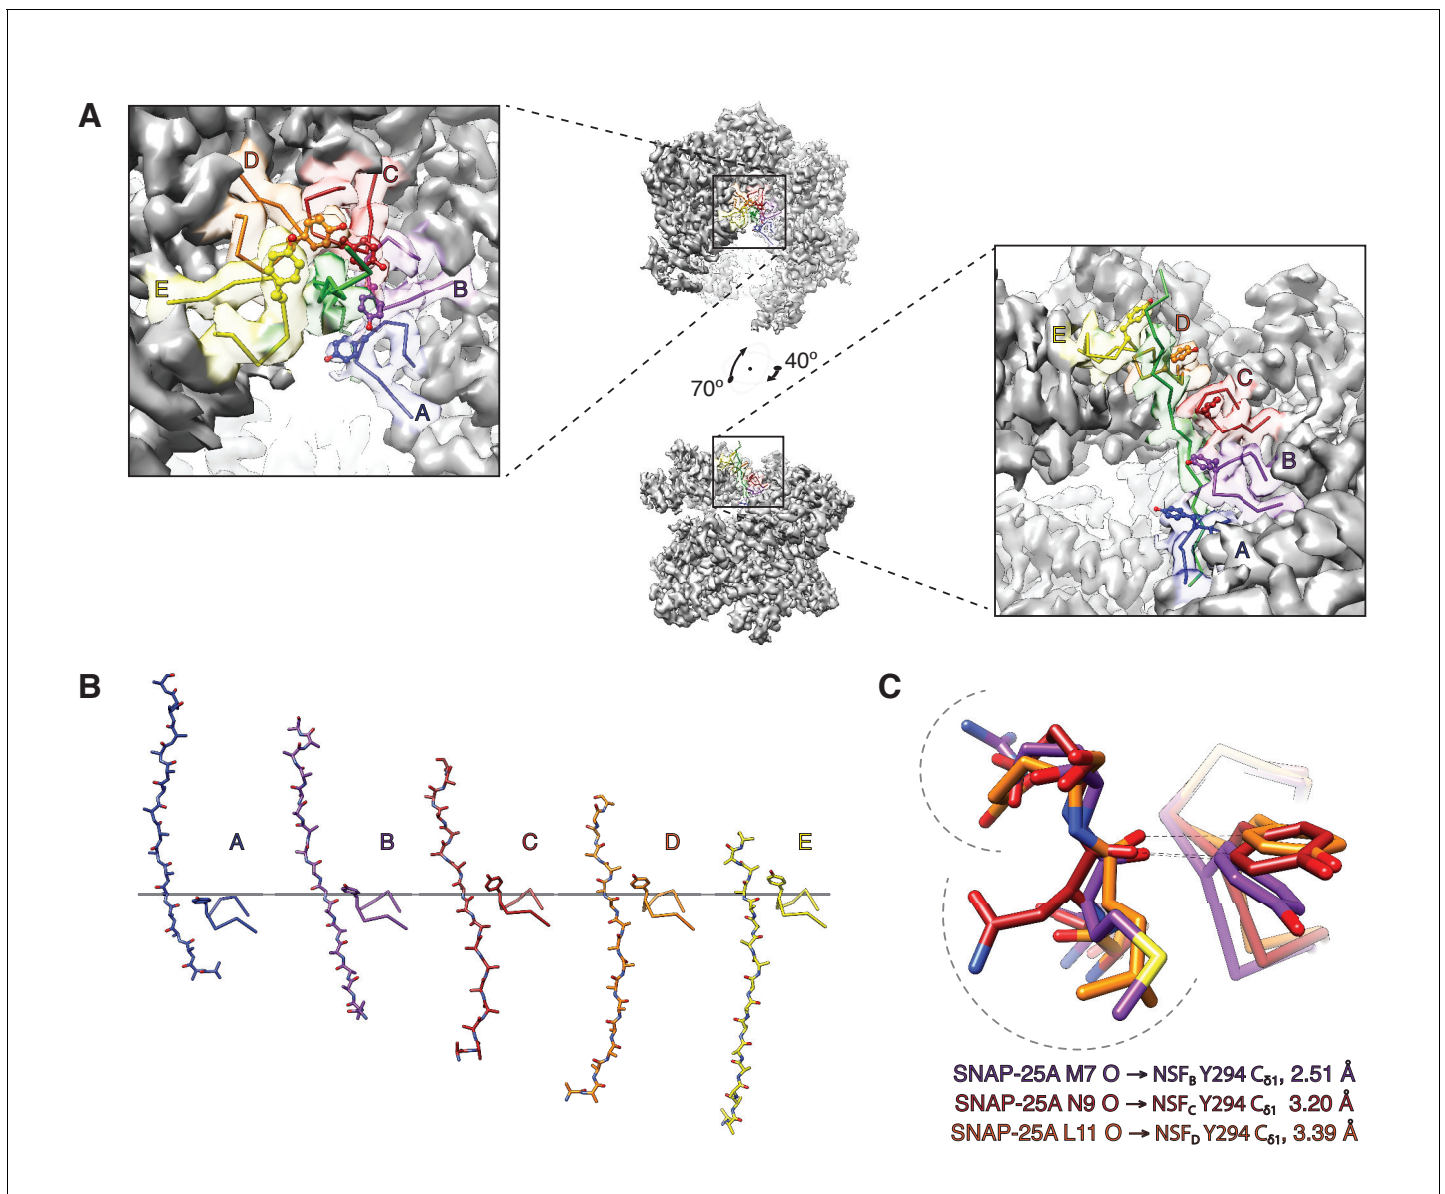 A
D
C
E
B
A
70º
40º
E
D
C
B
A
B
A
B
C
D
E
C
SNAP-25A M7 O → NSF_B Y294 C_δ1, 2.51 Å
SNAP-25A N9 O → NSF_C Y294 C_δ1 3.20 Å
SNAP-25A L11 O → NSF_D Y294 C_δ1, 3.39 Å